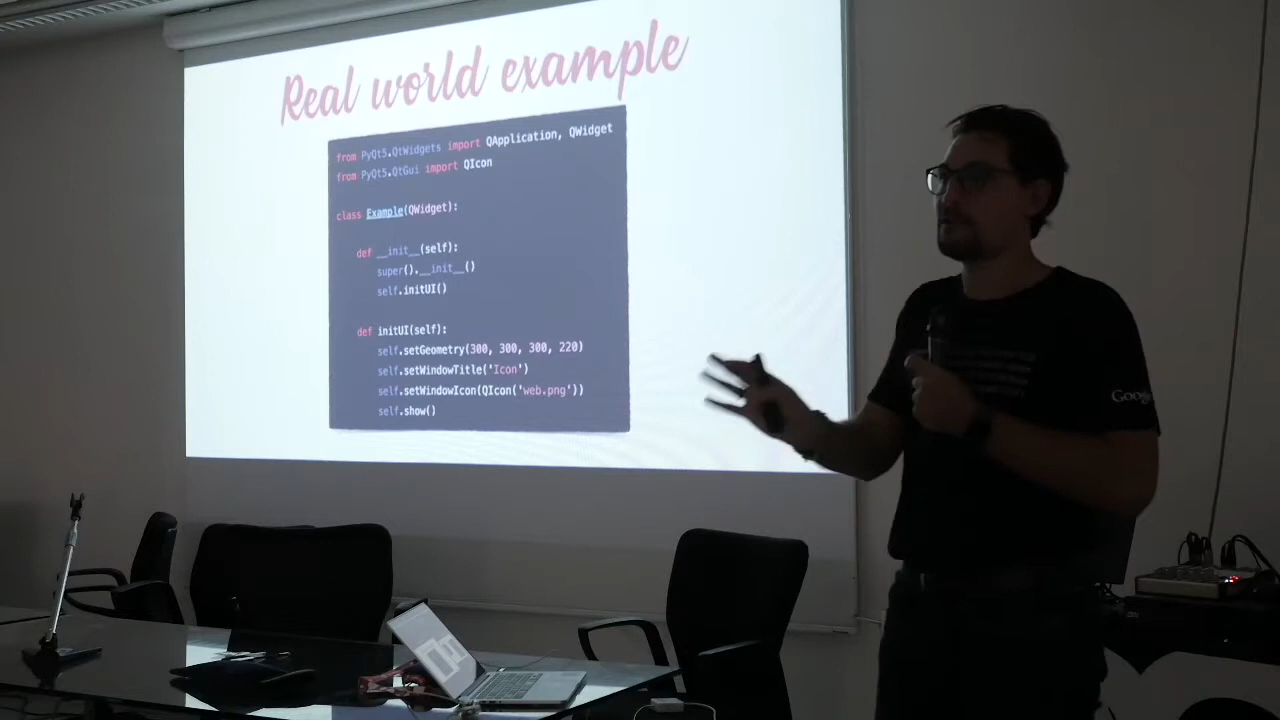 Real world example
from PyQt5.QtWidgets import QApplication, QWidget
from PyQt5.QtGui import QIcon
class Example(QWidget):
def __init__(self):
super().__init__()
self.initUI()
def initUI(self):
self.setGeometry(300, 300, 300, 220)
self.setWindowTitle('Icon')
self.setWindowIcon(QIcon('web.png'))
self.show()
Google